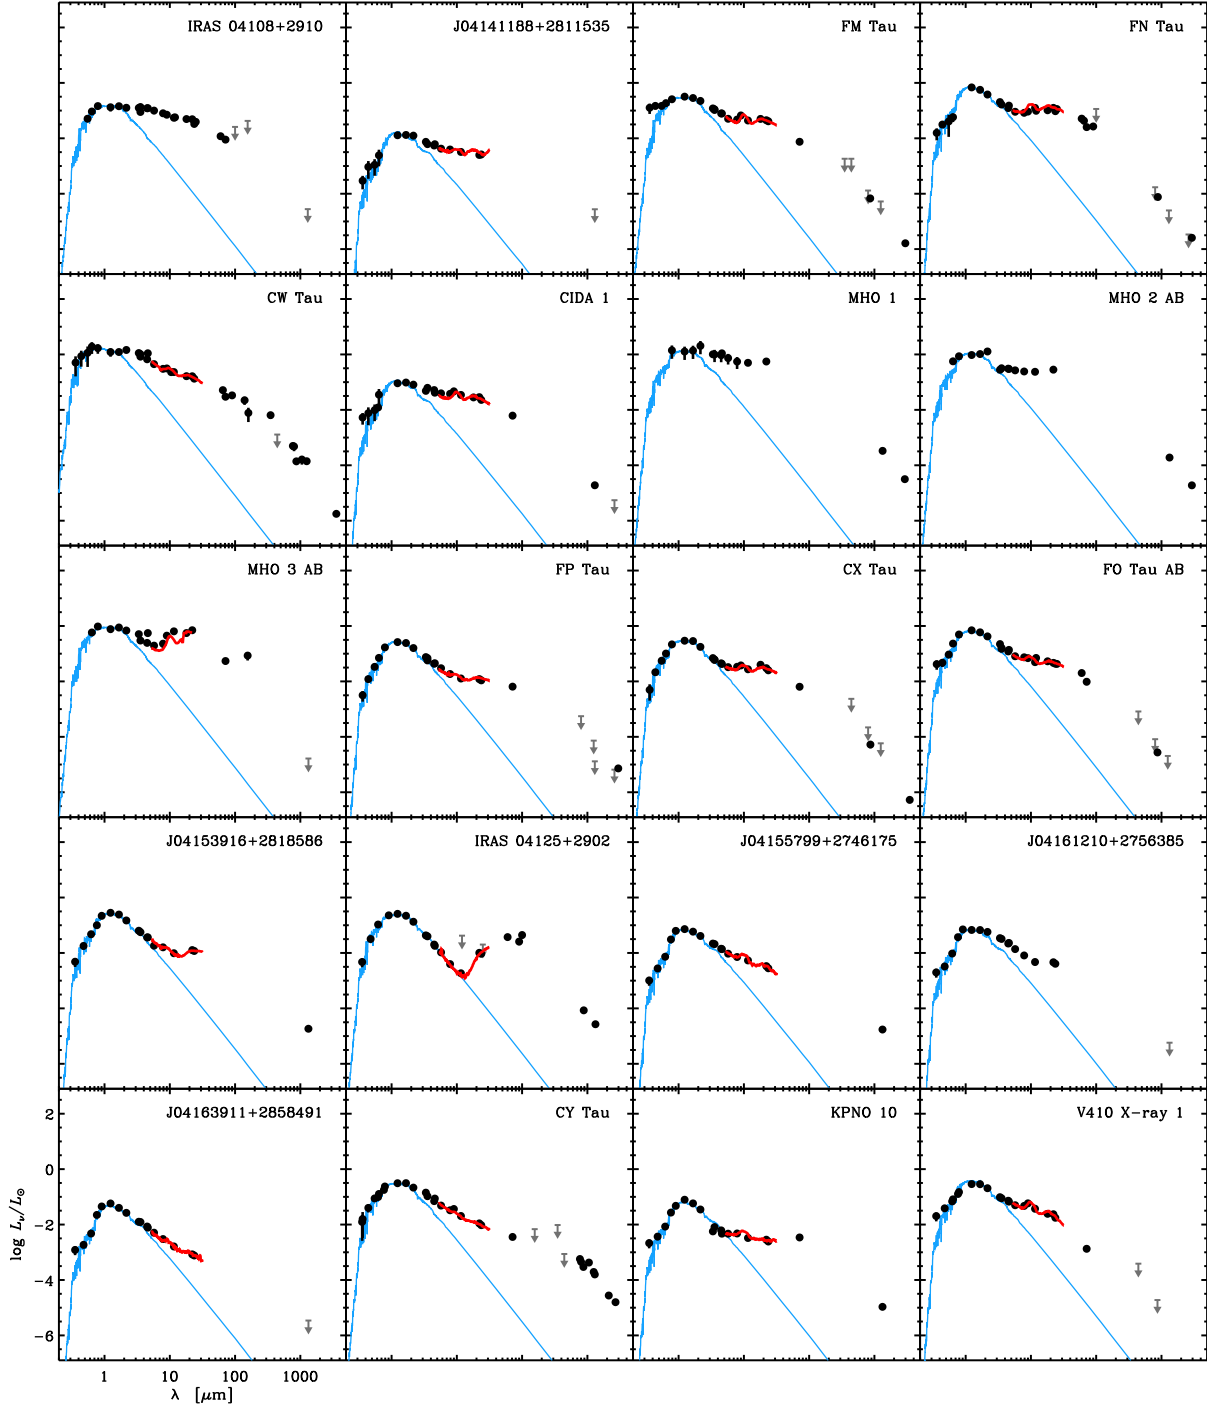 IRAS 04108+2910
J04141188+2811535
FM Tau
FN Tau
CW Tau
CIDA 1
MHO 1
MHO 2 AB
MHO 3 AB
FP Tau
CX Tau
FO Tau AB
J04153916+2818586
IRAS 04125+2902
J04155799+2746175
J04161210+2756385
J04163911+2858491
CY Tau
KPNO 10
V410 X-ray 1
2
0
−2
−4
−6
log Lν/L⊙
1 10 100 1000
λ [μm]